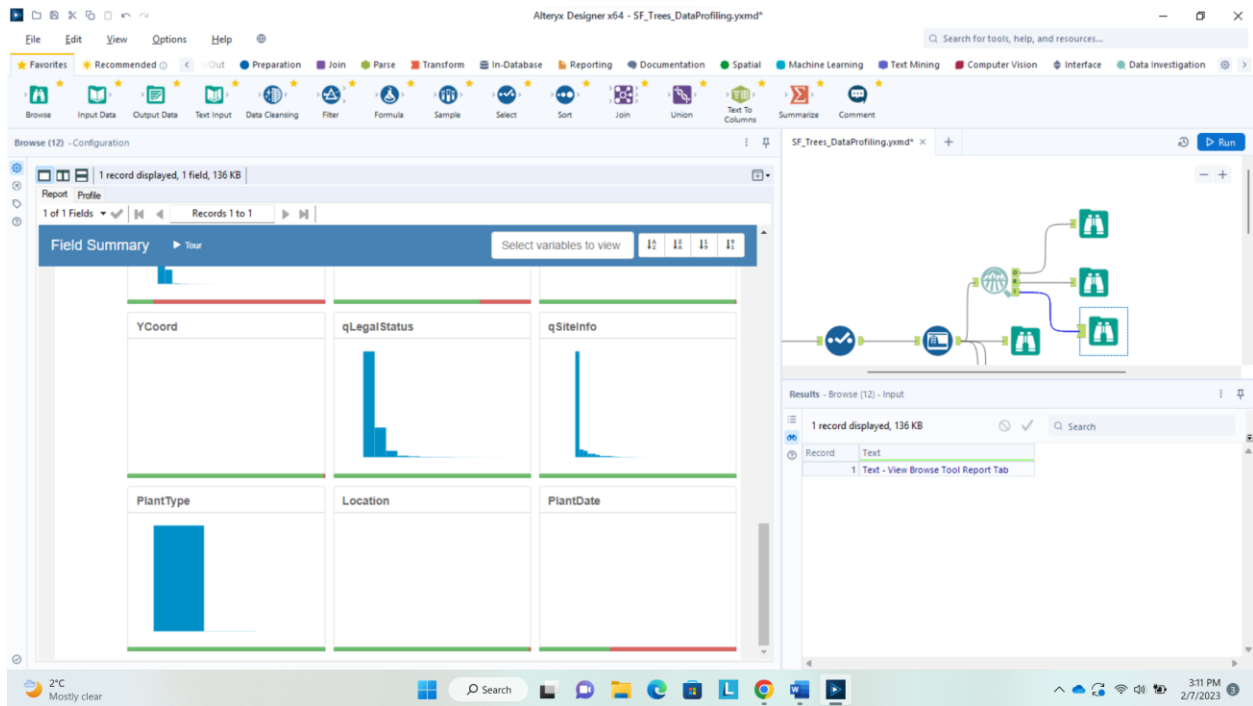 Alteryx Designer x64 - SF_Trees_DataProfiling.yxmd*
File Edit View Options Help
Search for tools, help, and resources...
Favorites Recommended Out Preparation Join Parse Transform In-Database Reporting Documentation Spatial Machine Learning Text Mining Computer Vision Interface Data Investigation
Browse Input Data Output Data Text Input Data Cleansing Filter Formula Sample Select Sort Join Union Text To Columns Summarize Comment
Browse (12) - Configuration
1 record displayed, 1 field, 136 KB
Report Profile
1 of 1 Fields Records 1 to 1
Field Summary Tour Select variables to view
YCoord qLegalStatus qSiteInfo
PlantType Location PlantDate
SF_Trees_DataProfiling.yxmd* Run
Results - Browse (12) - Input
1 record displayed, 136 KB Search
Record Text
1 Text - View Browse Tool Report Tab
2°C
Mostly clear
Search
3:11 PM
2/7/2023